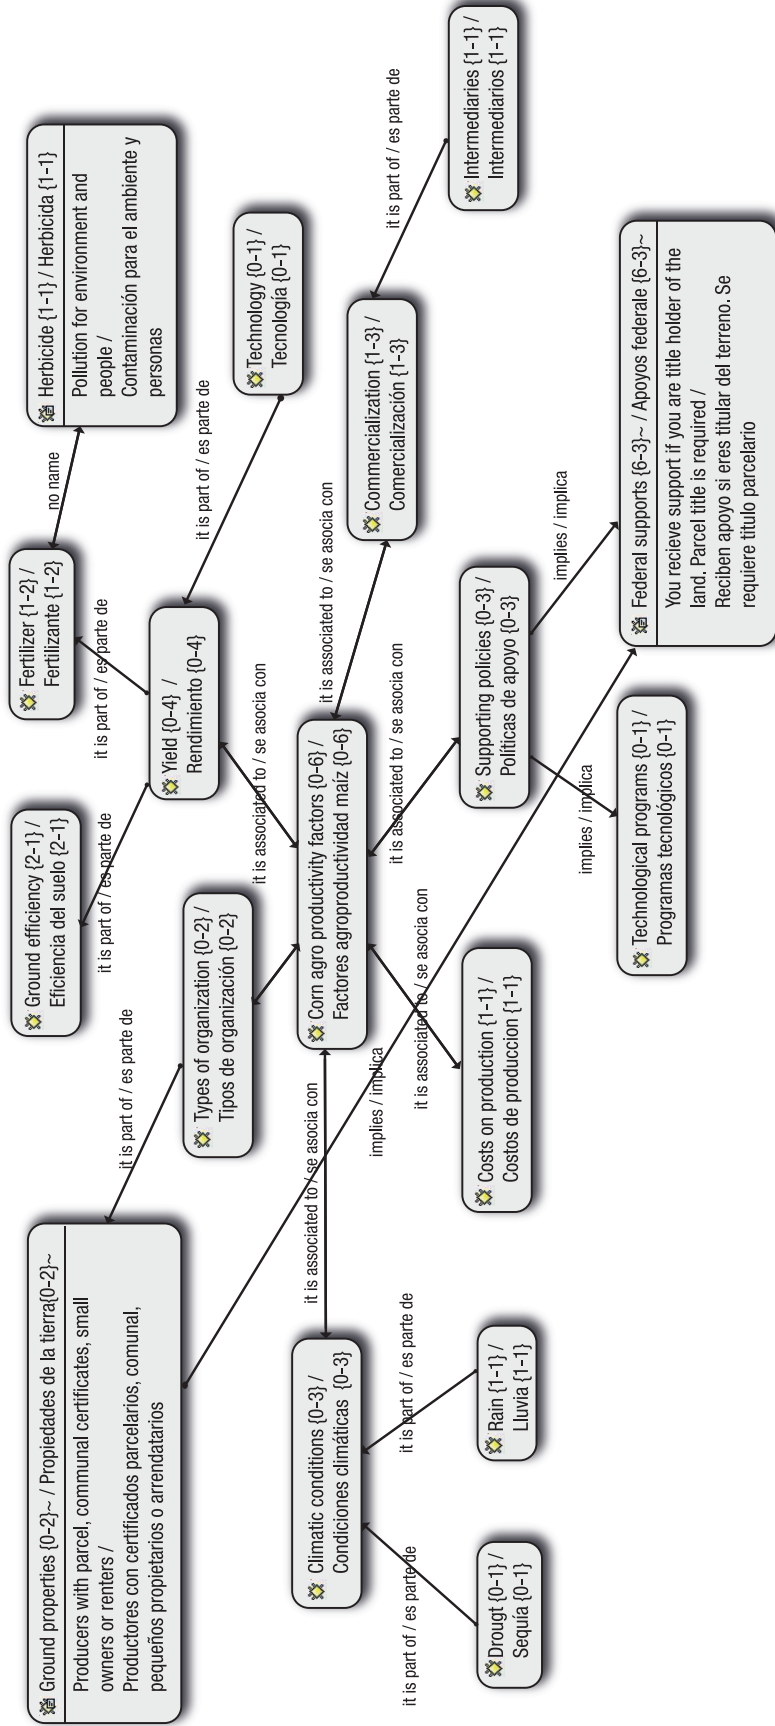 Ground properties {0-2}~ / Propiedades de la tierra{0-2}~
Producers with parcel, communal certificates, small
owners or renters /
Productores con certificados parcelarios, comunal,
pequeños propietarios o arrendatarios
Ground efficiency {2-1} /
Eficiencia del suelo {2-1}
Fertilizer {1-2} /
Fertilizante {1-2}
no name
Herbicide {1-1} / Herbicida {1-1}
Pollution for environment and
people /
Contaminación para el ambiente y
personas
it is part of / es parte de
it is part of / es parte de
it is part of / es parte de
it is part of / es parte de
Types of organization {0-2} /
Tipos de organización {0-2}
Yield {0-4} /
Rendimiento {0-4}
Technology {0-1} /
Tecnología {0-1}
it is associated to / se asocia con
it is associated to / se asocia con
it is associated to / se asocia con
it is part of / es parte de
Climatic conditions {0-3} /
Condiciones climáticas {0-3}
Corn agro productivity factors {0-6} /
Factores agroproductividad maíz {0-6}
Commercialization {1-3} /
Comercialización {1-3}
implies / implica
it is associated to / se asocia con
it is associated to / se asocia con
it is part of / es parte de
it is part of / es parte de
Intermediaries {1-1} /
Intermediarios {1-1}
Drougt {0-1} /
Sequía {0-1}
Rain {1-1} /
Lluvia {1-1}
Costs on production {1-1} /
Costos de produccion {1-1}
Supporting policies {0-3} /
Políticas de apoyo {0-3}
implies / implica
implies / implica
Technological programs {0-1} /
Programas tecnológicos {0-1}
Federal supports {6-3}~ / Apoyos federale {6-3}~
You recieve support if you are title holder of the
land. Parcel title is required /
Reciben apoyo si eres titular del terreno. Se
requiere título parcelario